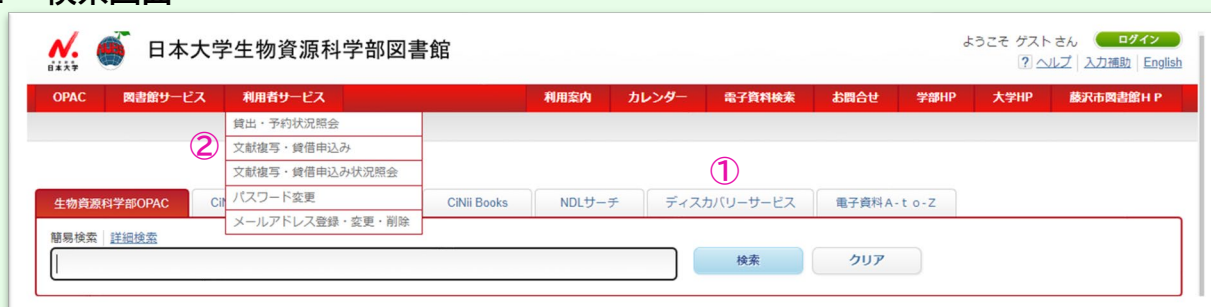 日本大学
日本大学生物資源科学部図書館
ようこそ ゲスト さん ログイン
? ヘルプ 入力補助 English
OPAC 図書館サービス 利用者サービス 利用案内 カレンダー 電子資料検索 お問合せ 学部HP 大学HP 藤沢市図書館HP
貸出・予約状況照会
② 文献複写・貸借申込み
文献複写・貸借申込み状況照会
①
パスワード変更
生物資源科学部OPAC CiNii Books NDLサーチ ディスカバリーサービス 電子資料A-to-Z
メールアドレス登録・変更・削除
簡易検索 詳細検索
検索 クリア